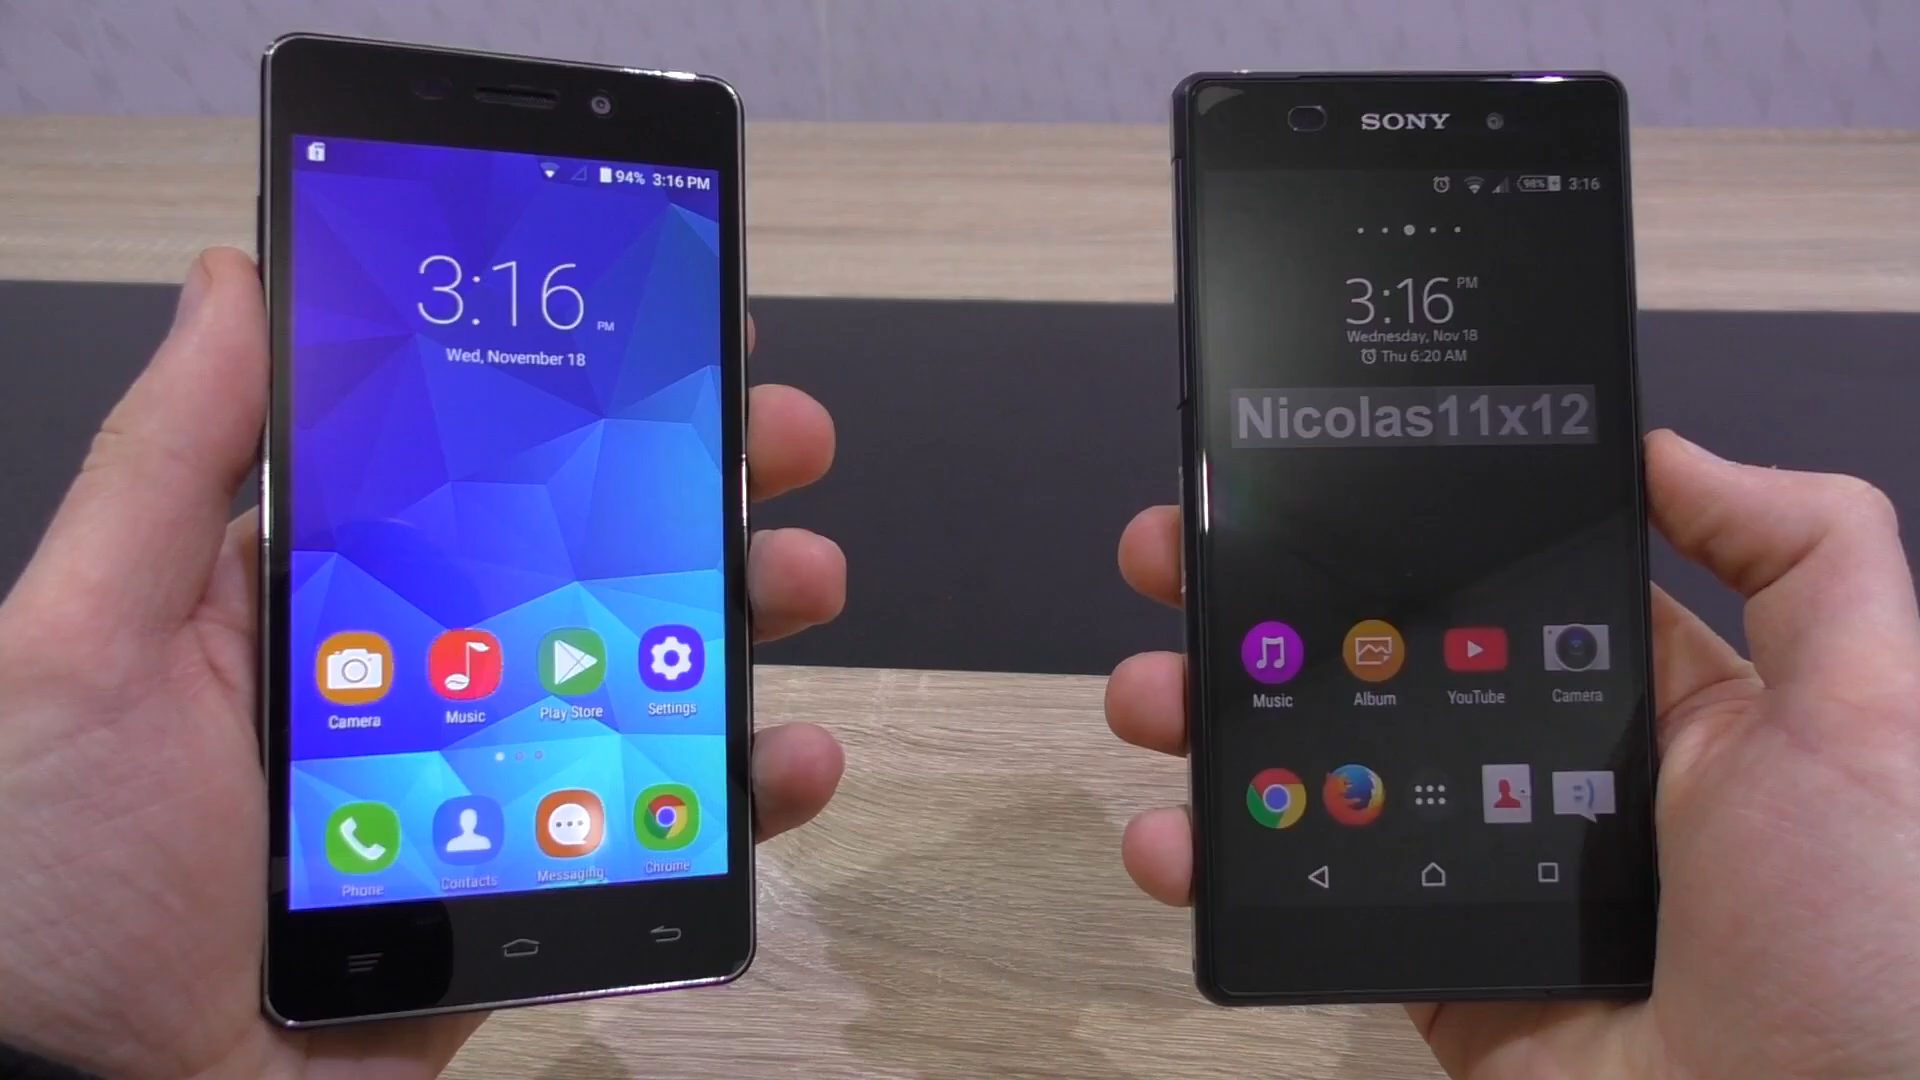 94% 3:16 PM
3:16 PM
Wed, November 18
Camera
Music
Play Store
Settings
Phone
Contacts
Messaging
Chrome
SONY
98% 3:16
3:16 PM
Wednesday, Nov 18
Thu 6:20 AM
Nicolas11x12
Music
Album
YouTube
Camera